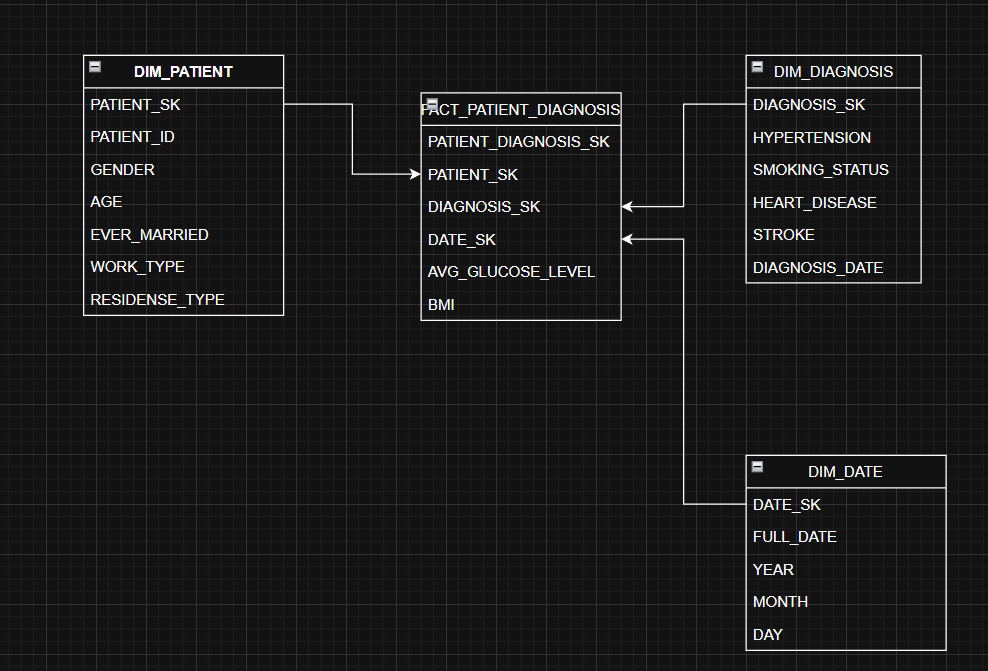 DIM_PATIENT
PATIENT_SK
PATIENT_ID
GENDER
AGE
EVER_MARRIED
WORK_TYPE
RESIDENSE_TYPE
FACT_PATIENT_DIAGNOSIS
PATIENT_DIAGNOSIS_SK
PATIENT_SK
DIAGNOSIS_SK
DATE_SK
AVG_GLUCOSE_LEVEL
BMI
DIM_DIAGNOSIS
DIAGNOSIS_SK
HYPERTENSION
SMOKING_STATUS
HEART_DISEASE
STROKE
DIAGNOSIS_DATE
DIM_DATE
DATE_SK
FULL_DATE
YEAR
MONTH
DAY